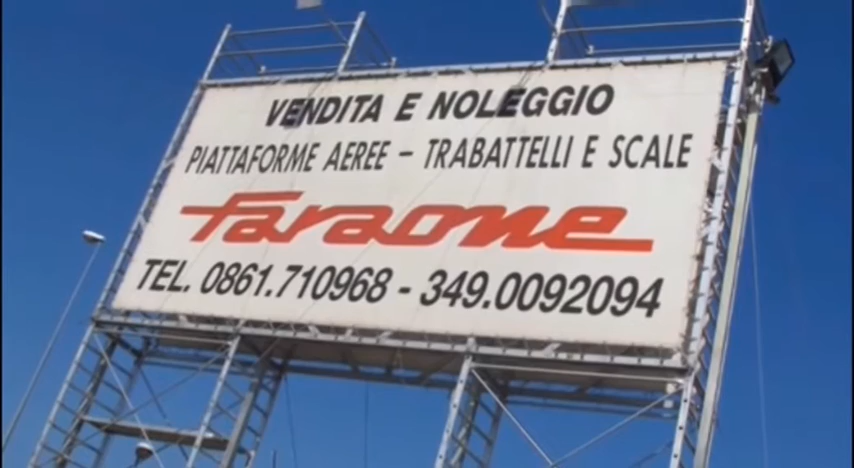 VENDITA E NOLEGGIO
PIATTAFORME AEREE - TRABATTELLI E SCALE
Faraone
TEL. 0861.710968 - 349.0092094